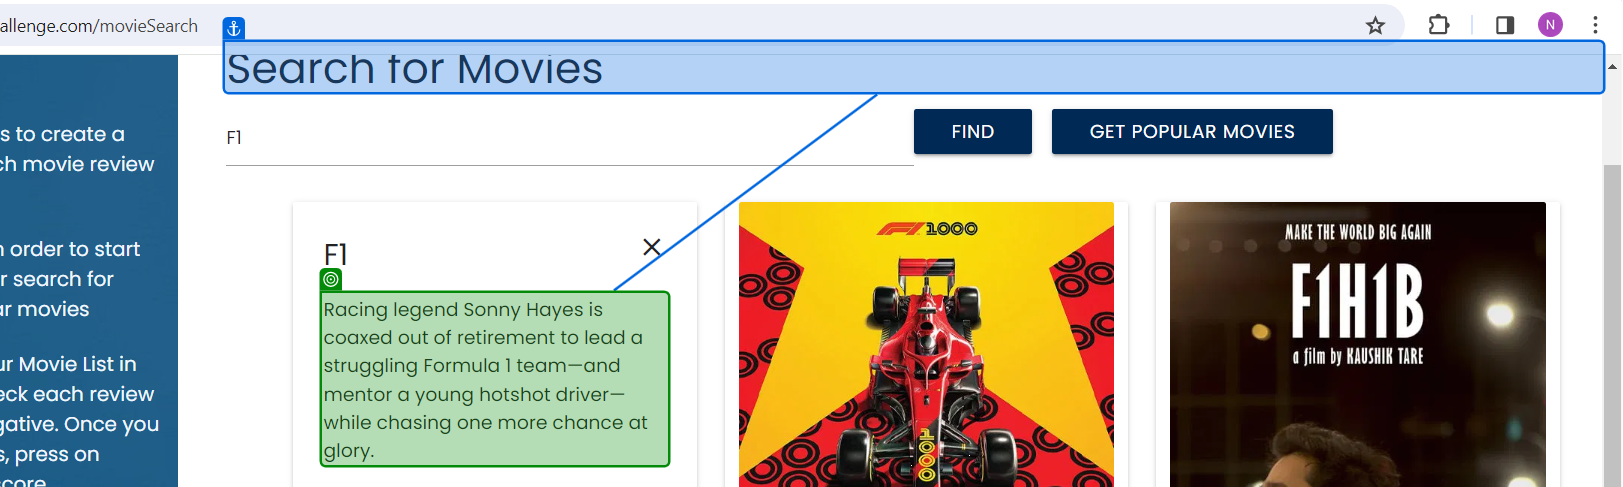 allenge.com/movieSearch
N
Search for Movies
s to create a
ch movie review
n order to start
r search for
ar movies
ur Movie List in
eck each review
gative. Once you
s, press on
score
F1
FIND
GET POPULAR MOVIES
F1
Racing legend Sonny Hayes is
coaxed out of retirement to lead a
struggling Formula 1 team—and
mentor a young hotshot driver—
while chasing one more chance at
glory.
F1 1000
1000
MAKE THE WORLD BIG AGAIN
F1H1B
a film by KAUSHIK TARE